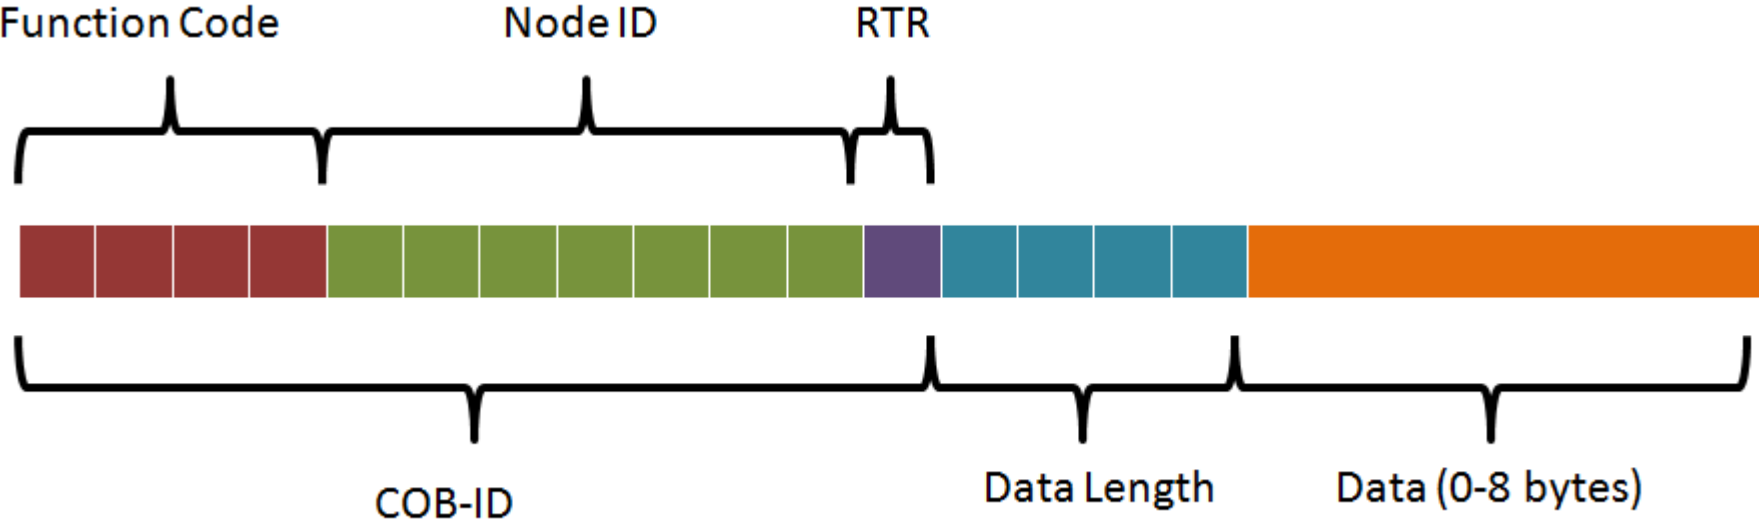 Function Code
Node ID
RTR
COB-ID
Data Length
Data (0-8 bytes)